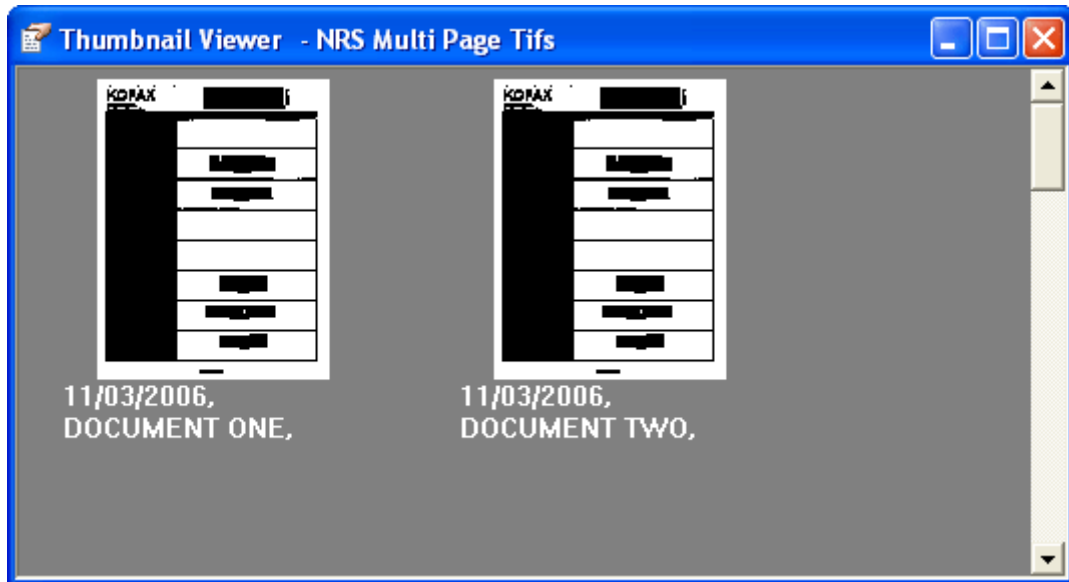 Thumbnail Viewer - NRS Multi Page Tifs
KOFAX
KOFAX
11/03/2006,
DOCUMENT ONE,
11/03/2006,
DOCUMENT TWO,